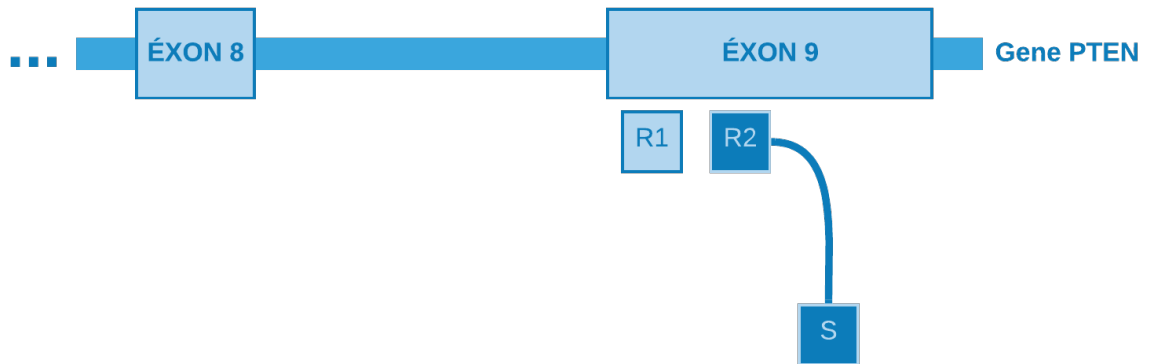 ... ÉXON 8 ÉXON 9 Gene PTEN
R1 R2
S